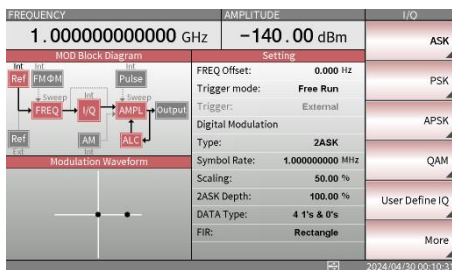 FREQUENCY AMPLITUDE I/Q
1.000000000000 GHz -140.00 dBm
MOD Block Diagram
Int Int Int
Ref FMΦM Pulse
Sweep Int Sweep
FREQ I/Q AMPL Output
Ref AM ALC
Ext Int
Modulation Waveform
Setting
FREQ Offset: 0.000 Hz
Trigger mode: Free Run
Trigger: External
Digital Modulation
Type: 2ASK
Symbol Rate: 1.000000000 MHz
Scaling: 50.00 %
2ASK Depth: 100.00 %
DATA Type: 4 1's & 0's
FIR: Rectangle
ASK
PSK
APSK
QAM
User Define IQ
More
2024/04/30 00:10:31